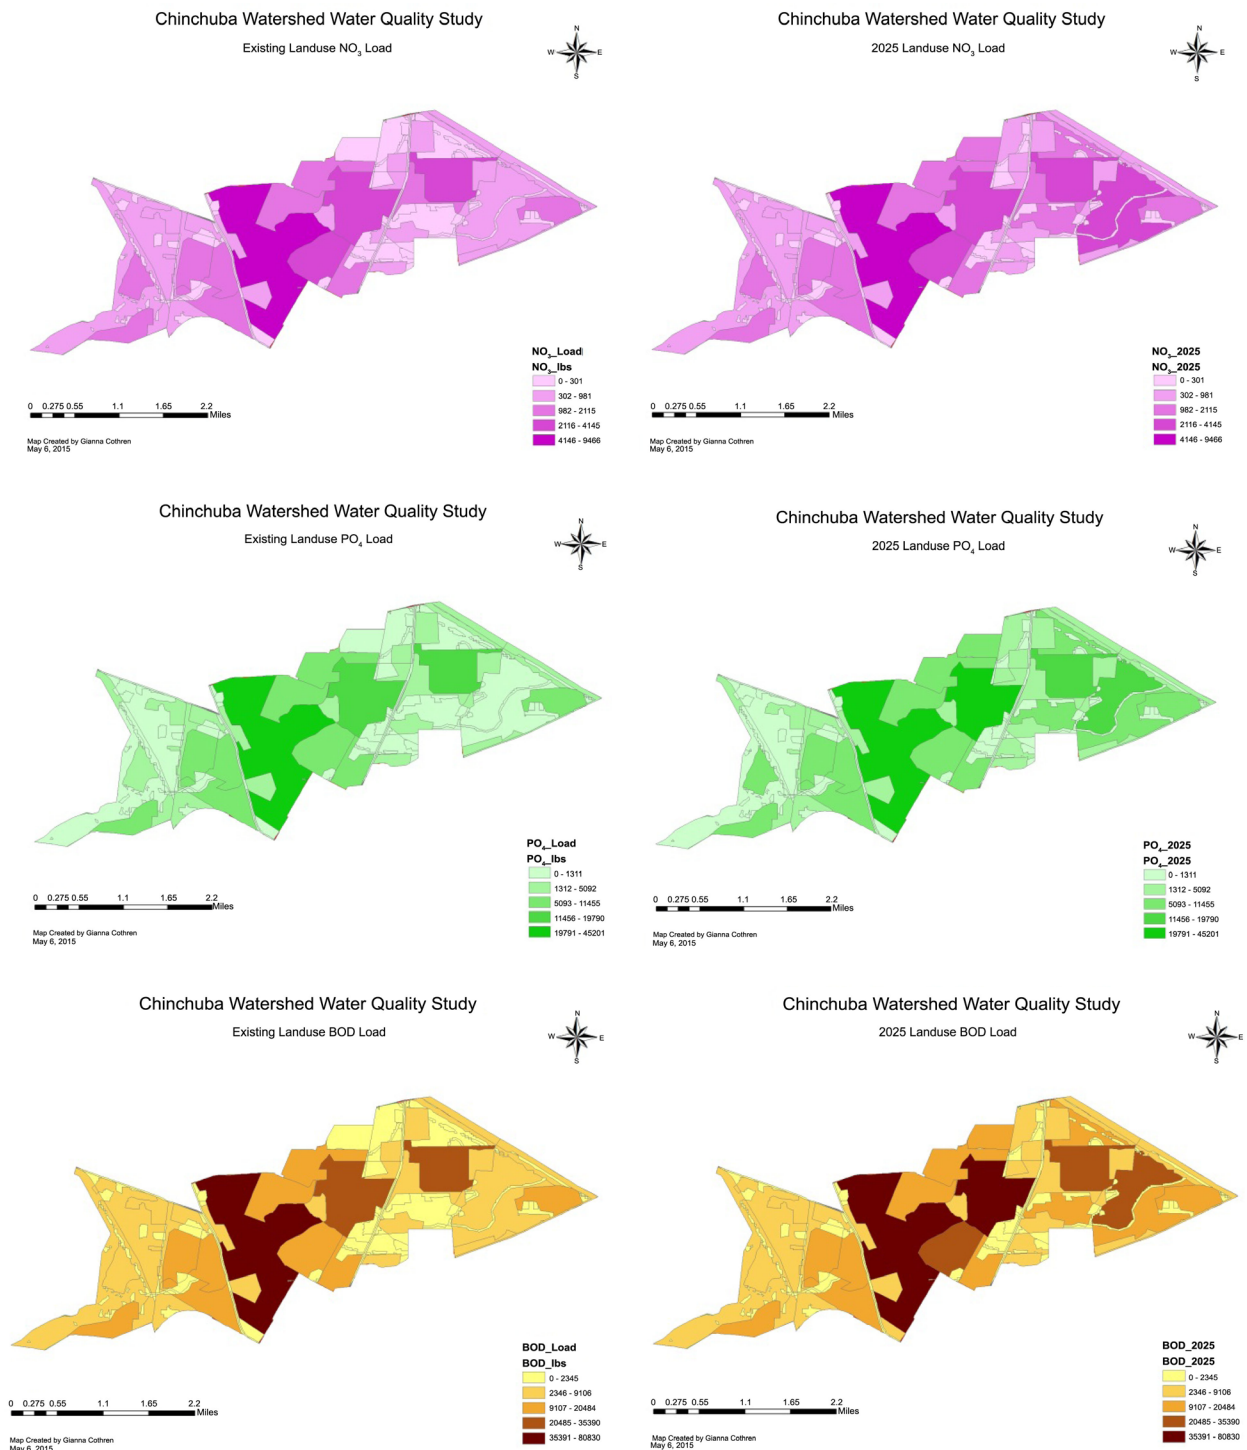 Chinchuba Watershed Water Quality Study
Existing Landuse NO₃ Load
N
W
E
S
NO₃_Load
NO₃_lbs
0 - 301
302 - 981
982 - 2115
2116 - 4145
4146 - 9466
0 0.275 0.55 1.1 1.65 2.2
Miles
Map Created by Gianna Cothren
May 6, 2015
Chinchuba Watershed Water Quality Study
2025 Landuse NO₃ Load
N
W
E
S
NO₃_2025
NO₃_2025
0 - 301
302 - 981
982 - 2115
2116 - 4145
4146 - 9466
0 0.275 0.55 1.1 1.65 2.2
Miles
Map Created by Gianna Cothren
May 6, 2015
Chinchuba Watershed Water Quality Study
Existing Landuse PO₄ Load
N
W
E
S
PO₄_Load
PO₄_lbs
0 - 1311
1312 - 5092
5093 - 11455
11456 - 19790
19791 - 45201
0 0.275 0.55 1.1 1.65 2.2
Miles
Map Created by Gianna Cothren
May 6, 2015
Chinchuba Watershed Water Quality Study
2025 Landuse PO₄ Load
N
W
E
S
PO₄_2025
PO₄_2025
0 - 1311
1312 - 5092
5093 - 11455
11456 - 19790
19791 - 45201
0 0.275 0.55 1.1 1.65 2.2
Miles
Map Created by Gianna Cothren
May 6, 2015
Chinchuba Watershed Water Quality Study
Existing Landuse BOD Load
N
W
E
S
BOD_Load
BOD_lbs
0 - 2345
2346 - 9106
9107 - 20484
20485 - 35390
35391 - 80830
0 0.275 0.55 1.1 1.65 2.2
Miles
Map Created by Gianna Cothren
May 6, 2015
Chinchuba Watershed Water Quality Study
2025 Landuse BOD Load
N
W
E
S
BOD_2025
BOD_2025
0 - 2345
2346 - 9106
9107 - 20484
20485 - 35390
35391 - 80830
0 0.275 0.55 1.1 1.65 2.2
Miles
Map Created by Gianna Cothren
May 6, 2015